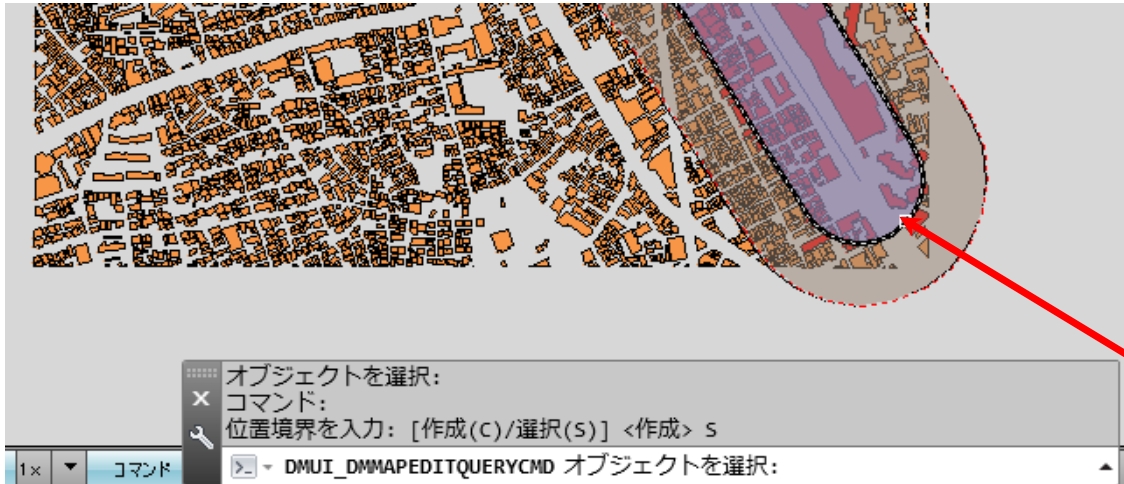 オブジェクトを選択:
コマンド:
位置境界を入力: [作成(C)/選択(S)] <作成> S
DMUI_DMMAPEDITQUERYCMD オブジェクトを選択:
1× コマンド